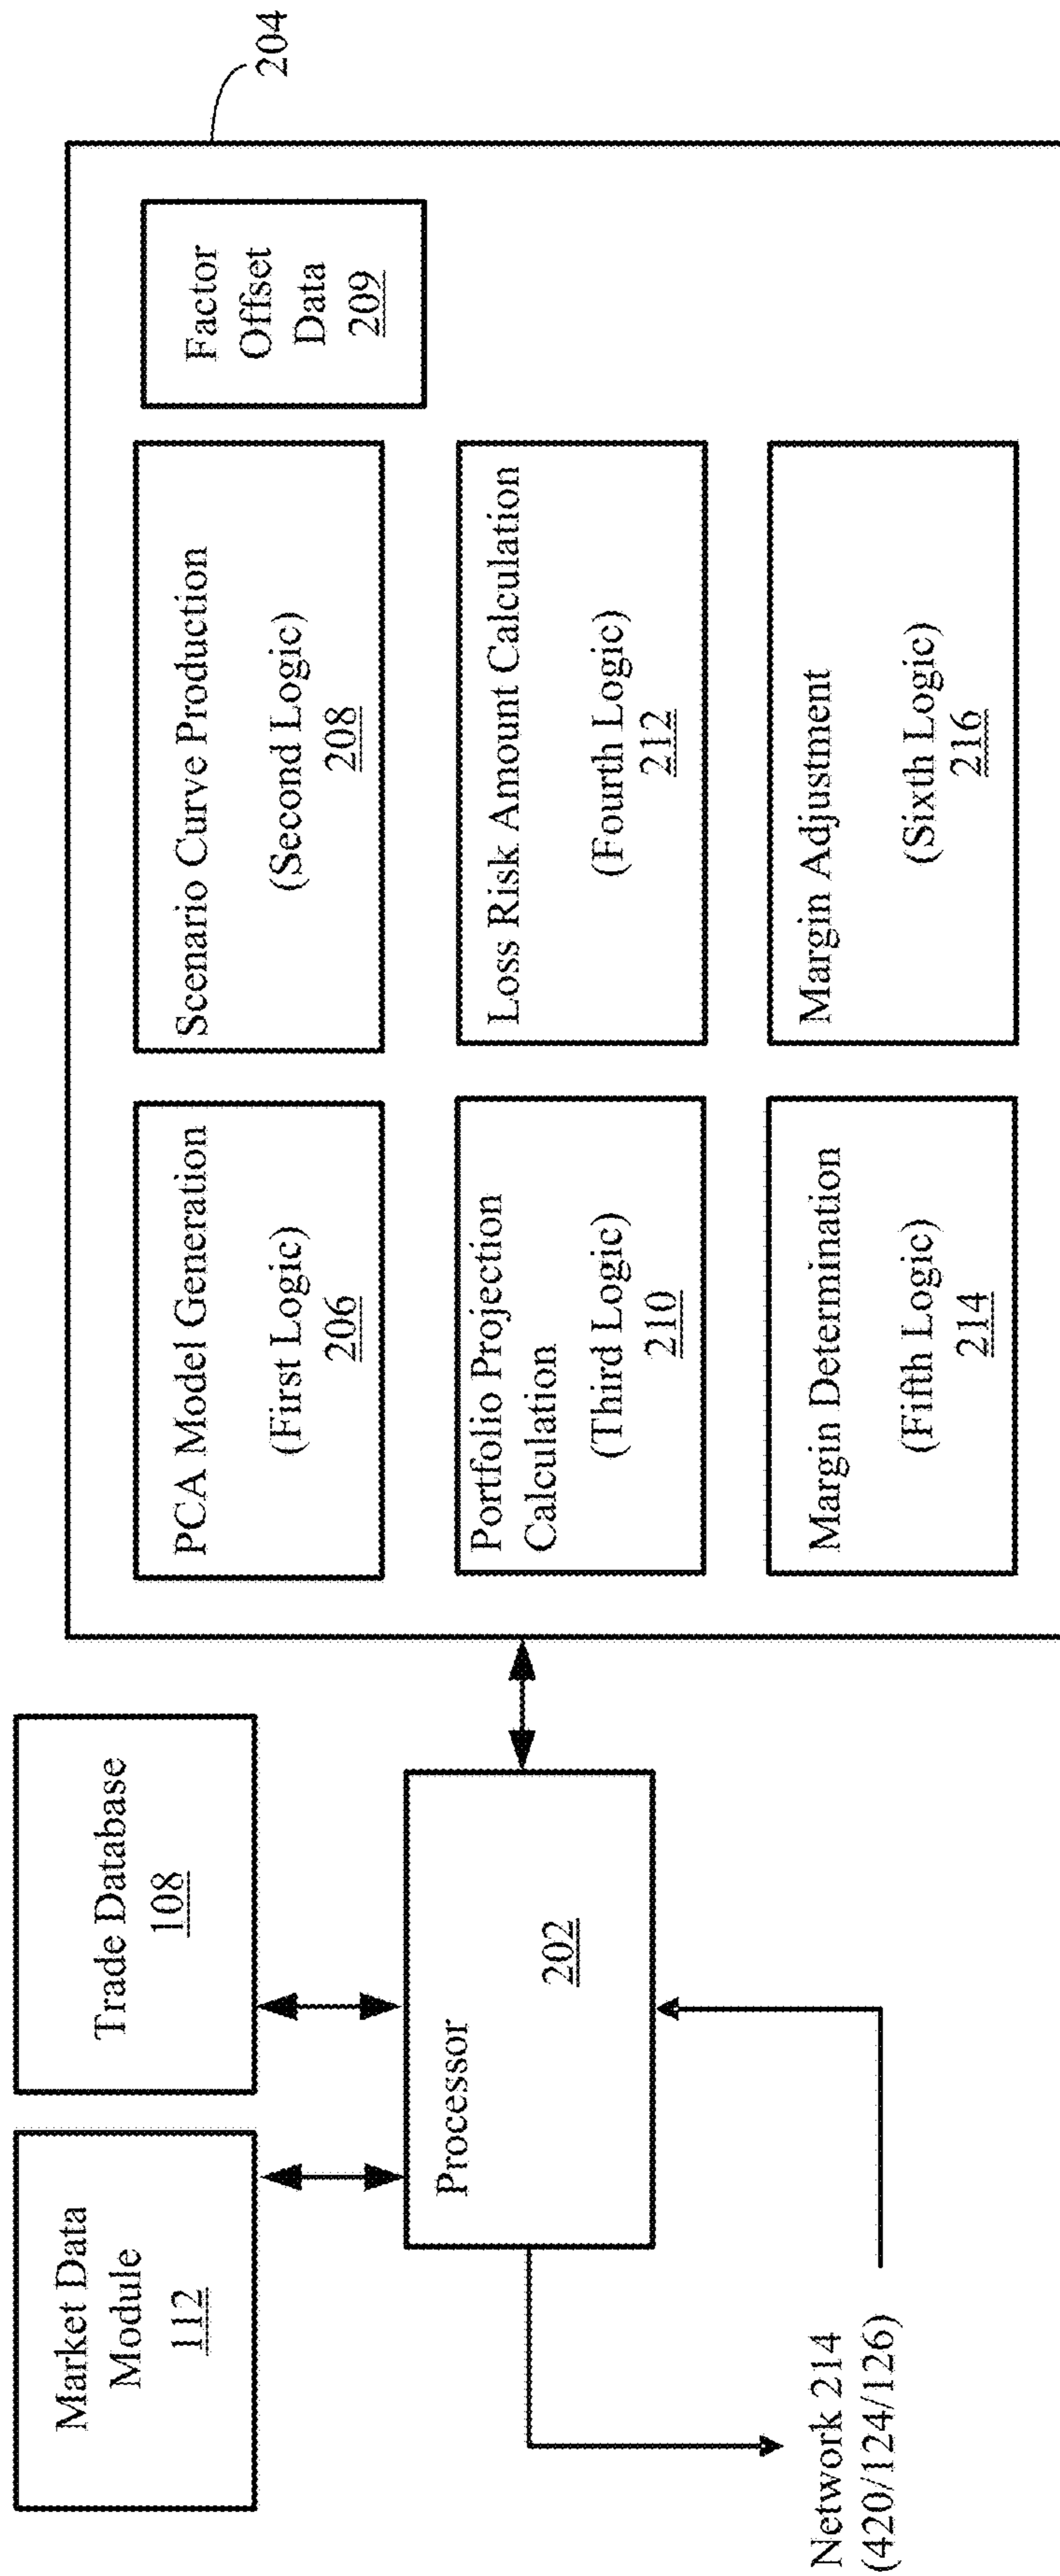 Market Data
Module
112
Trade Database
108
Processor
202
Network 214
(420/124/126)
204
PCA Model Generation
(First Logic)
206
Scenario Curve Production
(Second Logic)
208
Factor
Offset
Data
209
Portfolio Projection
Calculation
(Third Logic)
210
Loss Risk Amount Calculation
(Fourth Logic)
212
Margin Determination
(Fifth Logic)
214
Margin Adjustment
(Sixth Logic)
216